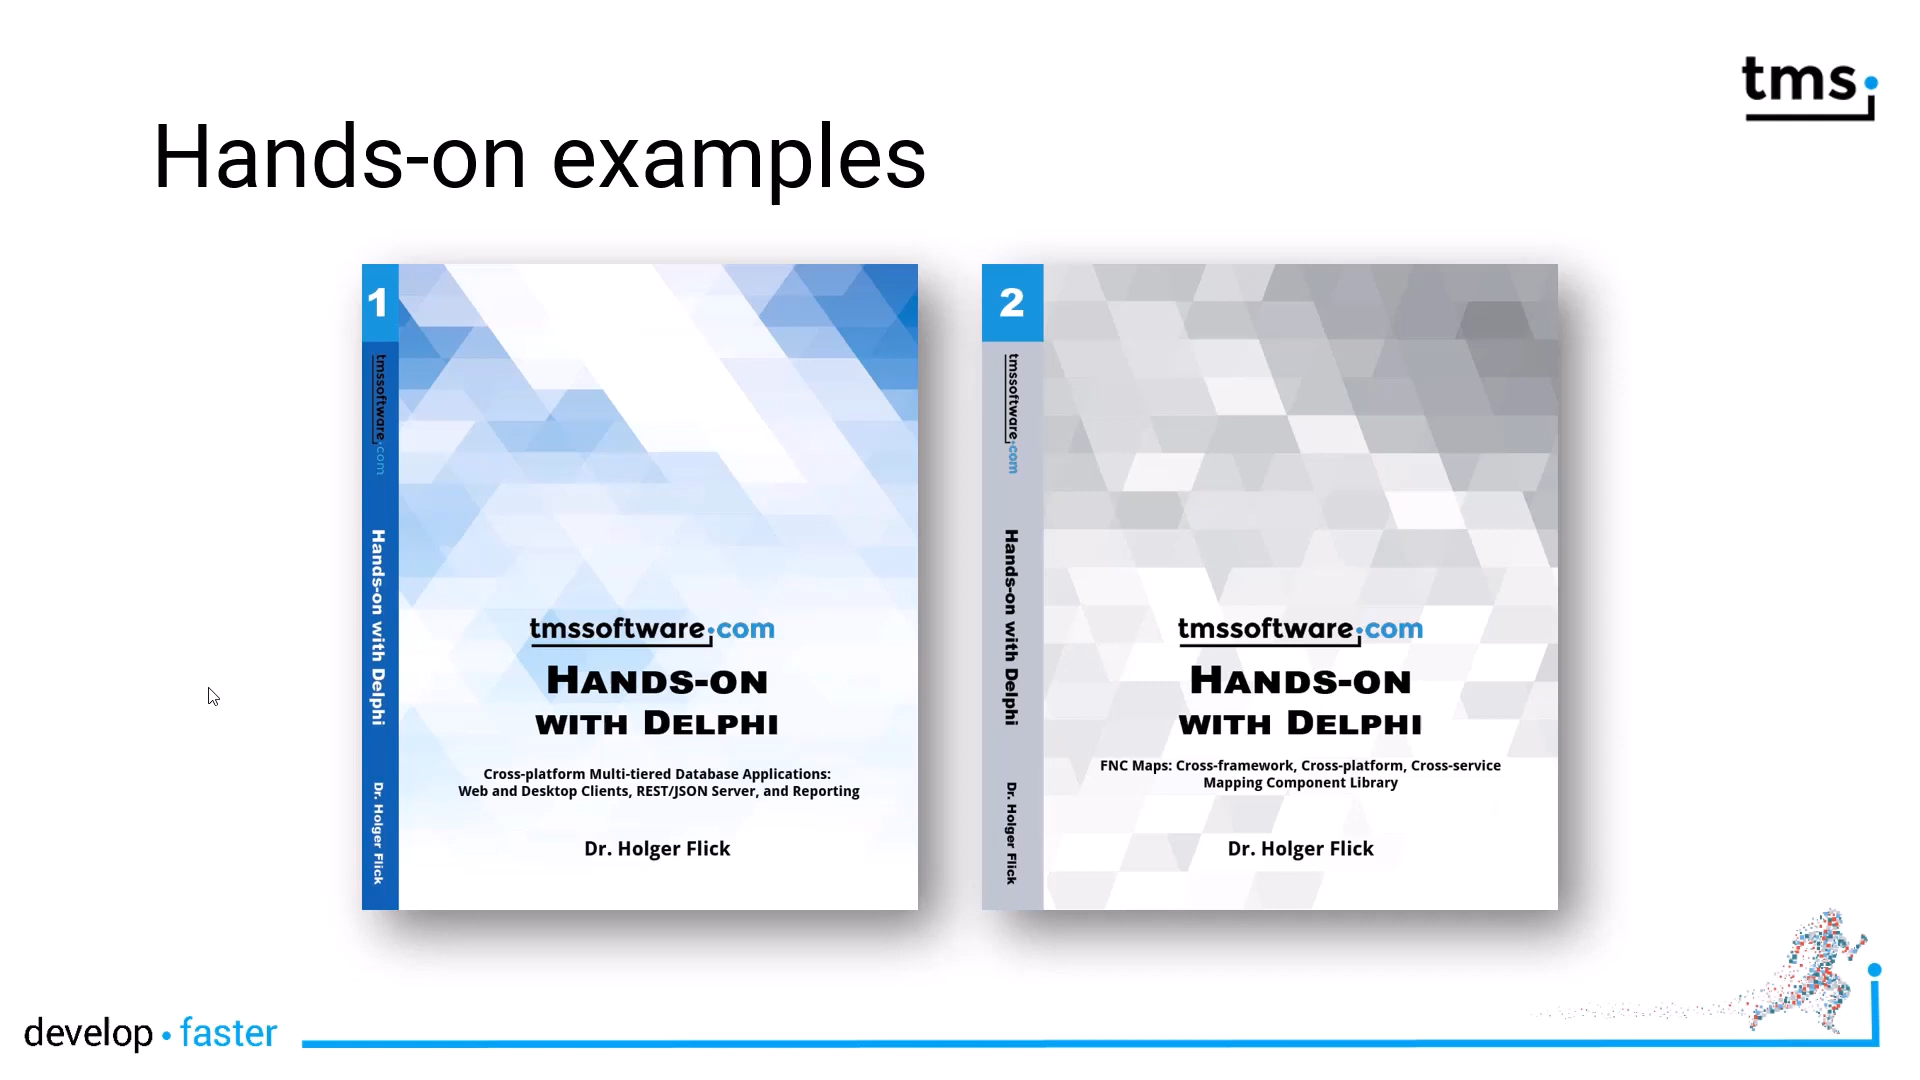 tms
Hands-on examples
1
tmssoftware.com
Hands-on with Delphi
Dr. Holger Flick
tmssoftware.com
HANDS-ON
WITH DELPHI
Cross-platform Multi-tiered Database Applications:
Web and Desktop Clients, REST/JSON Server, and Reporting
Dr. Holger Flick
2
tmssoftware.com
Hands-on with Delphi
Dr. Holger Flick
tmssoftware.com
HANDS-ON
WITH DELPHI
FNC Maps: Cross-framework, Cross-platform, Cross-service
Mapping Component Library
Dr. Holger Flick
develop • faster